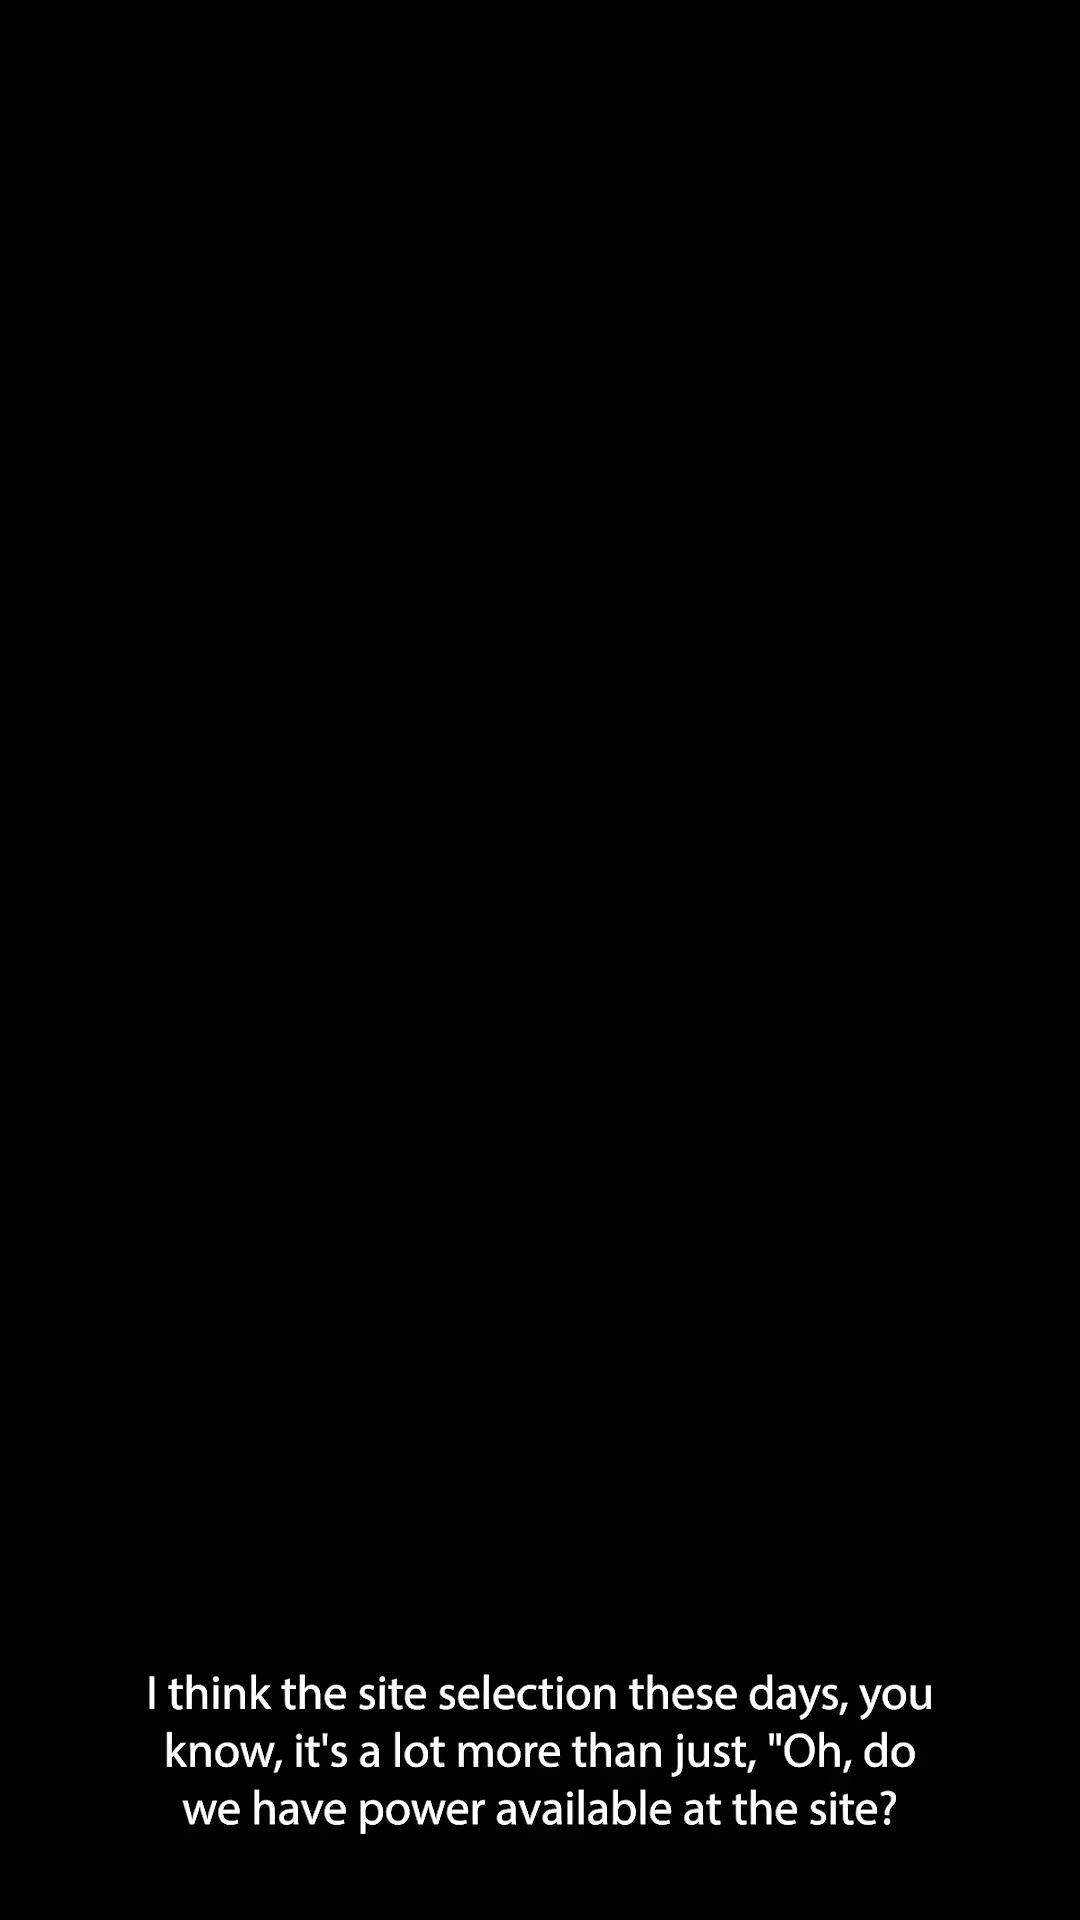 I think the site selection these days, you
know, it's a lot more than just, "Oh, do
we have power available at the site?